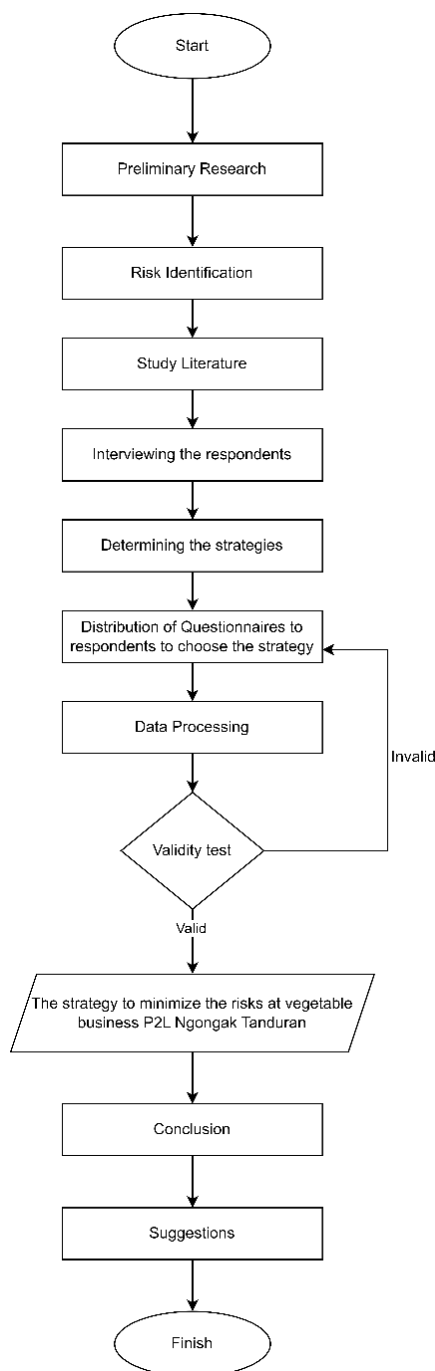 Start
Preliminary Research
Risk Identification
Study Literature
Interviewing the respondents
Determining the strategies
Distribution of Questionnaires to
respondents to choose the strategy
Data Processing
Invalid
Validity test
Valid
The strategy to minimize the risks at vegetable
business P2L Ngongak Tanduran
Conclusion
Suggestions
Finish